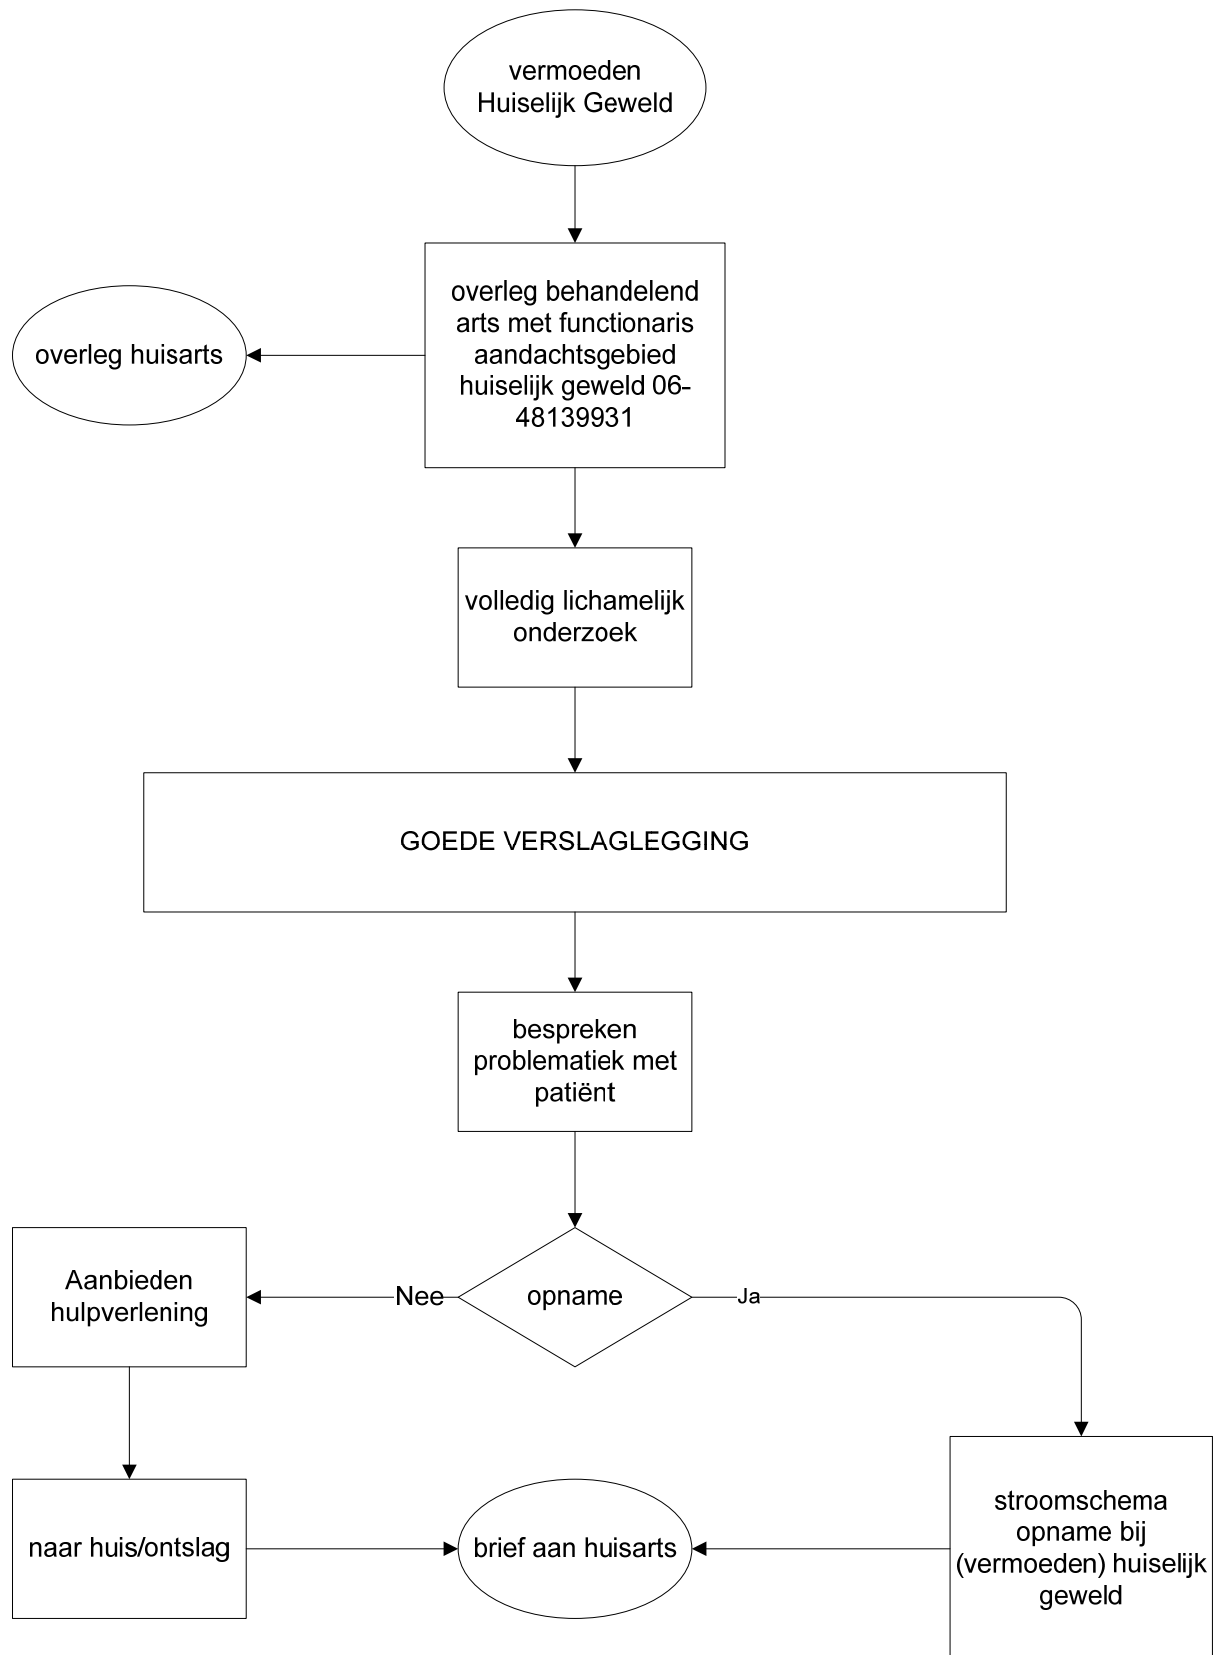 vermoeden
Huiselijk Geweld
overleg behandelend
arts met functionaris
aandachtsgebied
huiselijk geweld 06-
48139931
overleg huisarts
volledig lichamelijk
onderzoek
GOEDE VERSLAGLEGGING
bespreken
problematiek met
patiënt
opname
Nee
Ja
Aanbieden
hulpverlening
naar huis/ontslag
brief aan huisarts
stroomschema
opname bij
(vermoeden) huiselijk
geweld